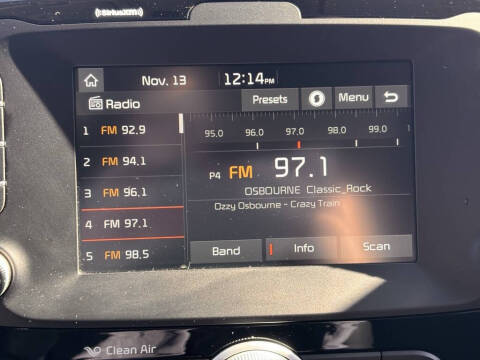 ((SiriusXM))
Nov. 13 12:14PM
Radio Presets Menu
1 FM 92.9
2 FM 94.1
3 FM 96.1
4 FM 97.1
5 FM 98.5
95.0 96.0 97.0 98.0 99.0
P4 FM 97.1
OSBOURNE Classic_Rock
Ozzy Osbourne - Crazy Train
Band Info Scan
Clean Air